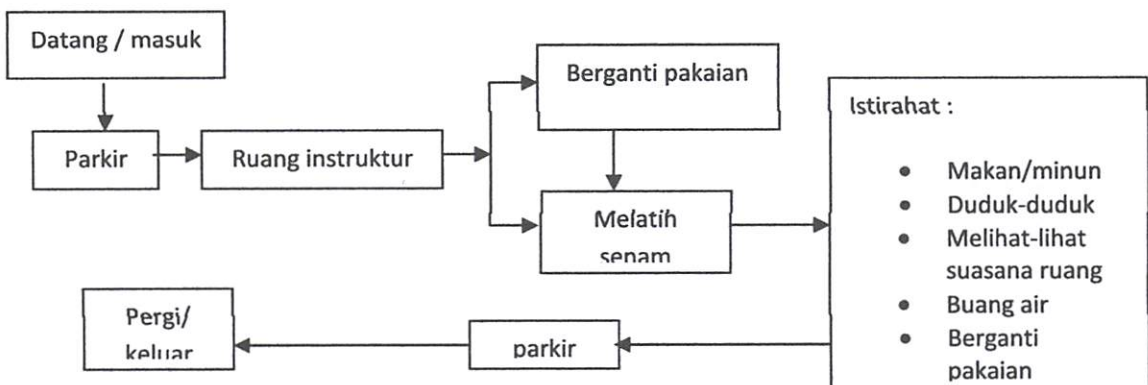 Datang / masuk
Parkir
Ruang instruktur
Berganti pakaian
Melatih
senam
Istirahat :
• Makan/minun
• Duduk-duduk
• Melihat-lihat
suasana ruang
• Buang air
• Berganti
pakaian
parkir
Pergi/
keluar